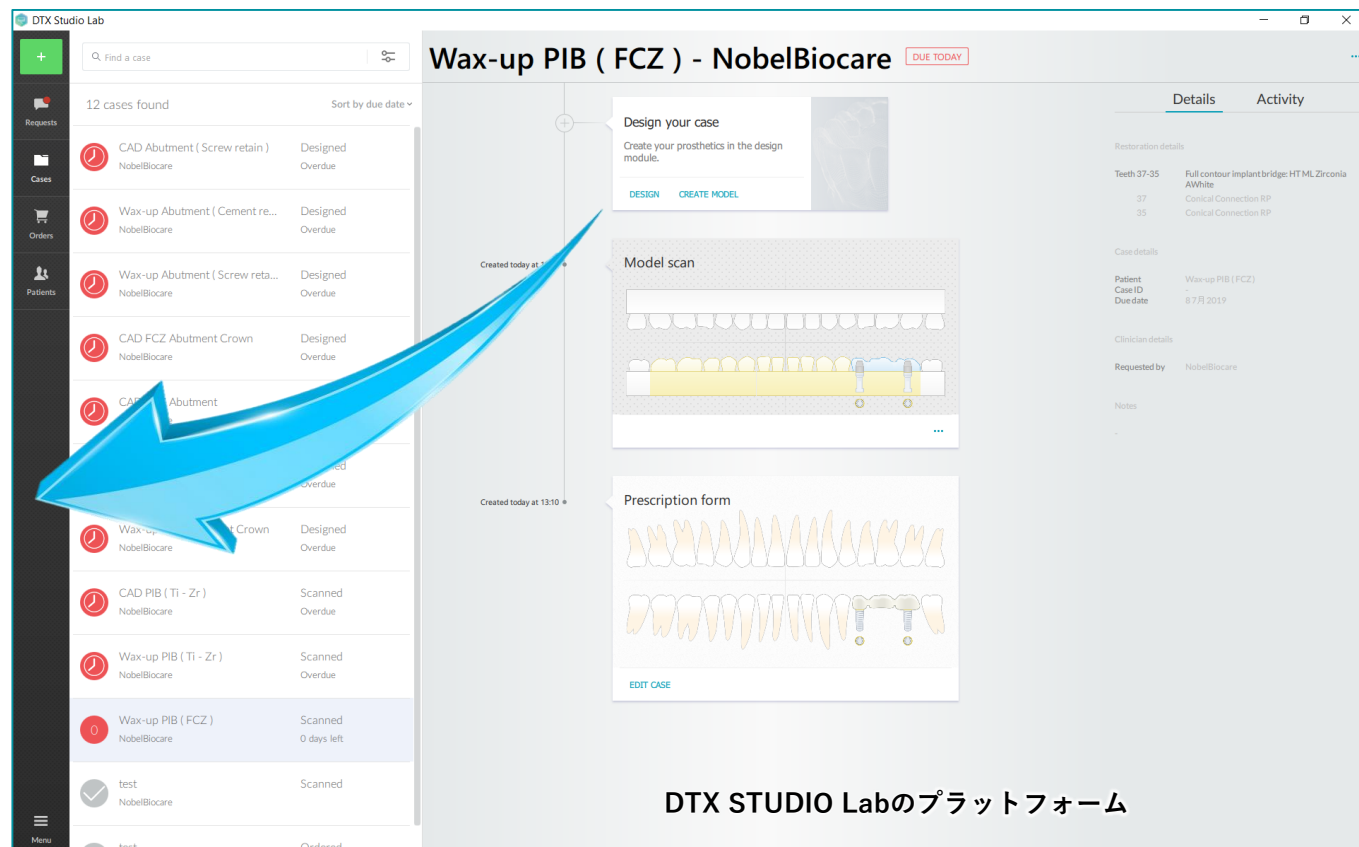 DTX Studio Lab
Find a case
12 cases found
Sort by due date
Requests
Cases
Orders
Patients
Menu
CAD Abutment ( Screw retain )
Designed
NobelBiocare
Overdue
Wax-up Abutment ( Cement re...
Designed
NobelBiocare
Overdue
Wax-up Abutment ( Screw reta...
Designed
NobelBiocare
Overdue
CAD FCZ Abutment Crown
Designed
NobelBiocare
Overdue
Abutment
Overdue
Crown
Designed
NobelBiocare
Overdue
CAD PIB ( Ti - Zr )
Scanned
NobelBiocare
Overdue
Wax-up PIB ( Ti - Zr )
Scanned
NobelBiocare
Overdue
0
Wax-up PIB ( FCZ )
Scanned
NobelBiocare
0 days left
test
Scanned
NobelBiocare
Wax-up PIB ( FCZ ) - NobelBiocare
DUE TODAY
Design your case
Create your prosthetics in the design
module.
DESIGN
CREATE MODEL
Created today at
Model scan
Created today at 13:10
Prescription form
EDIT CASE
Details
Activity
Restoration details
Teeth 37-35
Full contour implant bridge: HT ML Zirconia
AWhite
37
Conical Connection RP
35
Conical Connection RP
Case details
Patient
Wax-up PIB ( FCZ )
Case ID
-
Due date
8 7月 2019
Clinician details
Requested by
NobelBiocare
Notes
-
DTX STUDIO Labのプラットフォーム